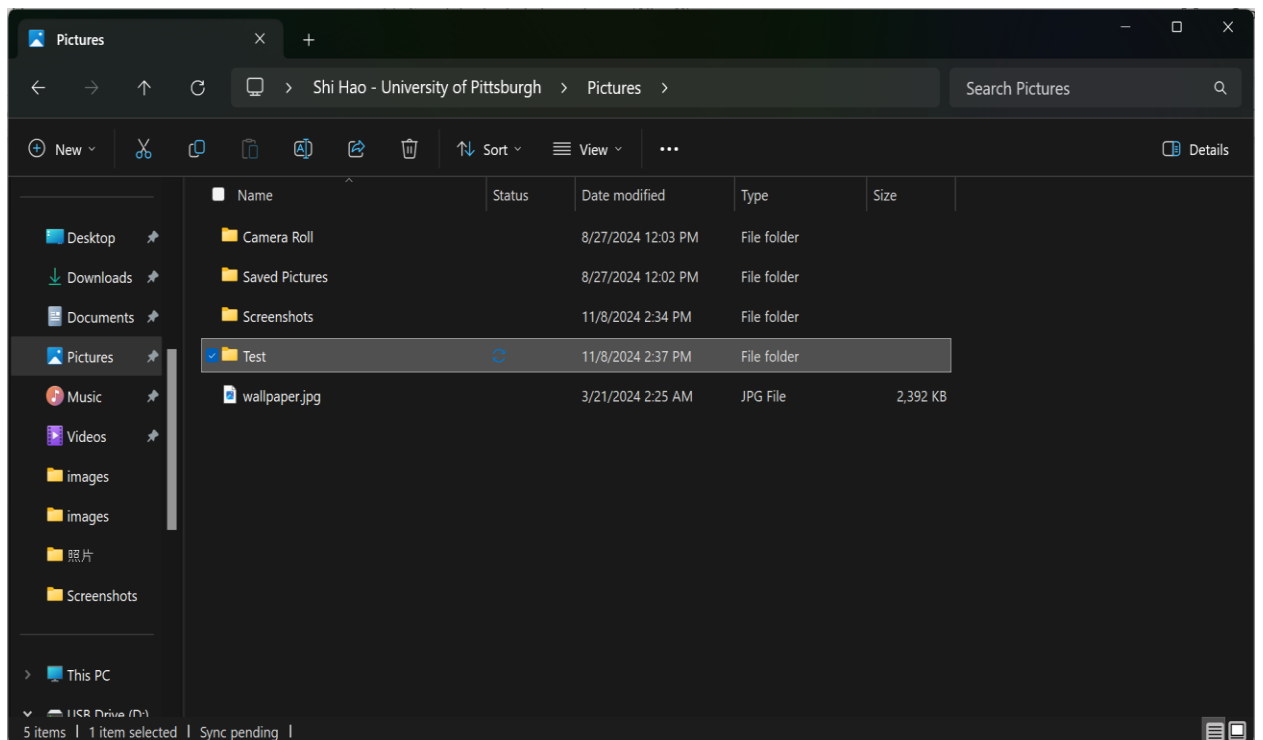 Pictures
Shi Hao - University of Pittsburgh > Pictures >
Search Pictures
New
Sort
View
Details
Name Status Date modified Type Size
Camera Roll 8/27/2024 12:03 PM File folder
Saved Pictures 8/27/2024 12:02 PM File folder
Screenshots 11/8/2024 2:34 PM File folder
Test 11/8/2024 2:37 PM File folder
wallpaper.jpg 3/21/2024 2:25 AM JPG File 2,392 KB
Desktop
Downloads
Documents
Pictures
Music
Videos
images
images
照片
Screenshots
This PC
USB Drive (D:)
5 items | 1 item selected | Sync pending |